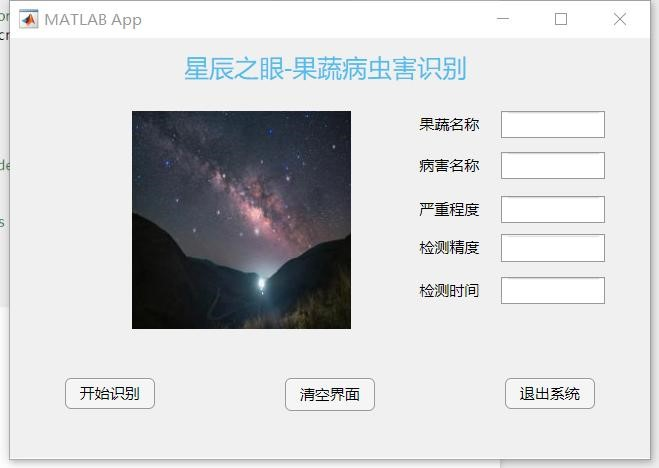 MATLAB App
星辰之眼-果蔬病虫害识别
果蔬名称
病害名称
严重程度
检测精度
检测时间
开始识别
清空界面
退出系统